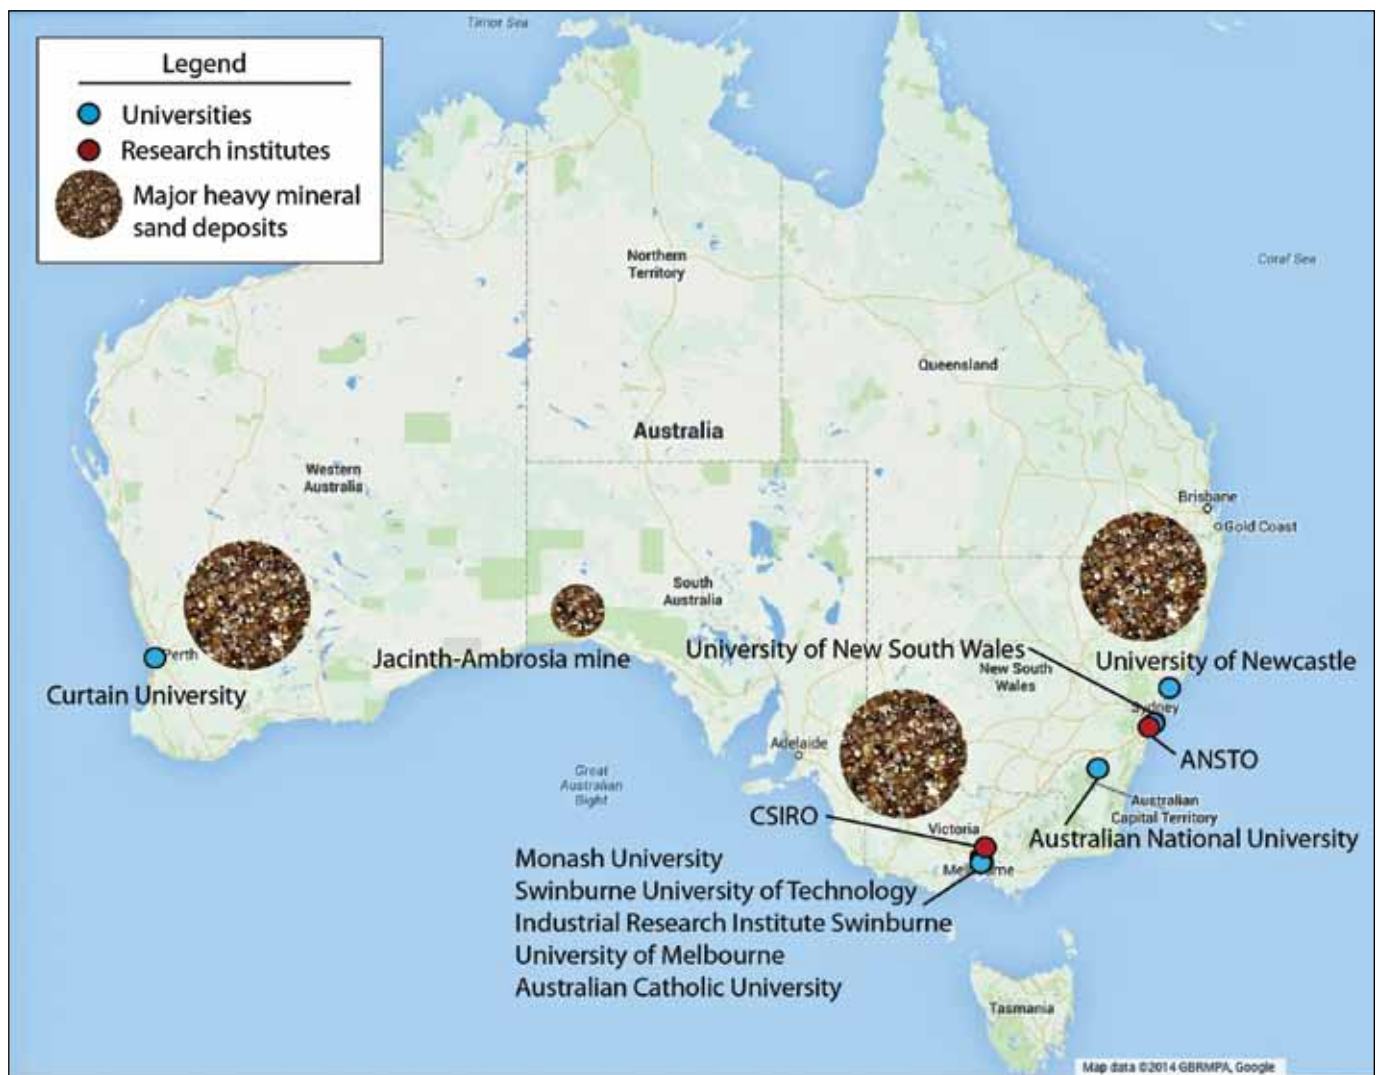 Timor Sea
Legend
Universities
Research institutes
Major heavy mineral
sand deposits
Northern
Territory
Coral Sea
Queensland
Australia
Western
Australia
Brisbane
Gold Coast
South
Australia
University of New South Wales
New South
Wales
University of Newcastle
Perth
Jacinth-Ambrosia mine
Curtain University
Sydney
Adelaide
ANSTO
Great
Australian
Bight
Australian
Capital Territory
CSIRO
Victoria
Australian National University
Melbourne
Monash University
Swinburne University of Technology
Industrial Research Institute Swinburne
University of Melbourne
Australian Catholic University
Tasmania
Map data ©2014 GBRMPA, Google